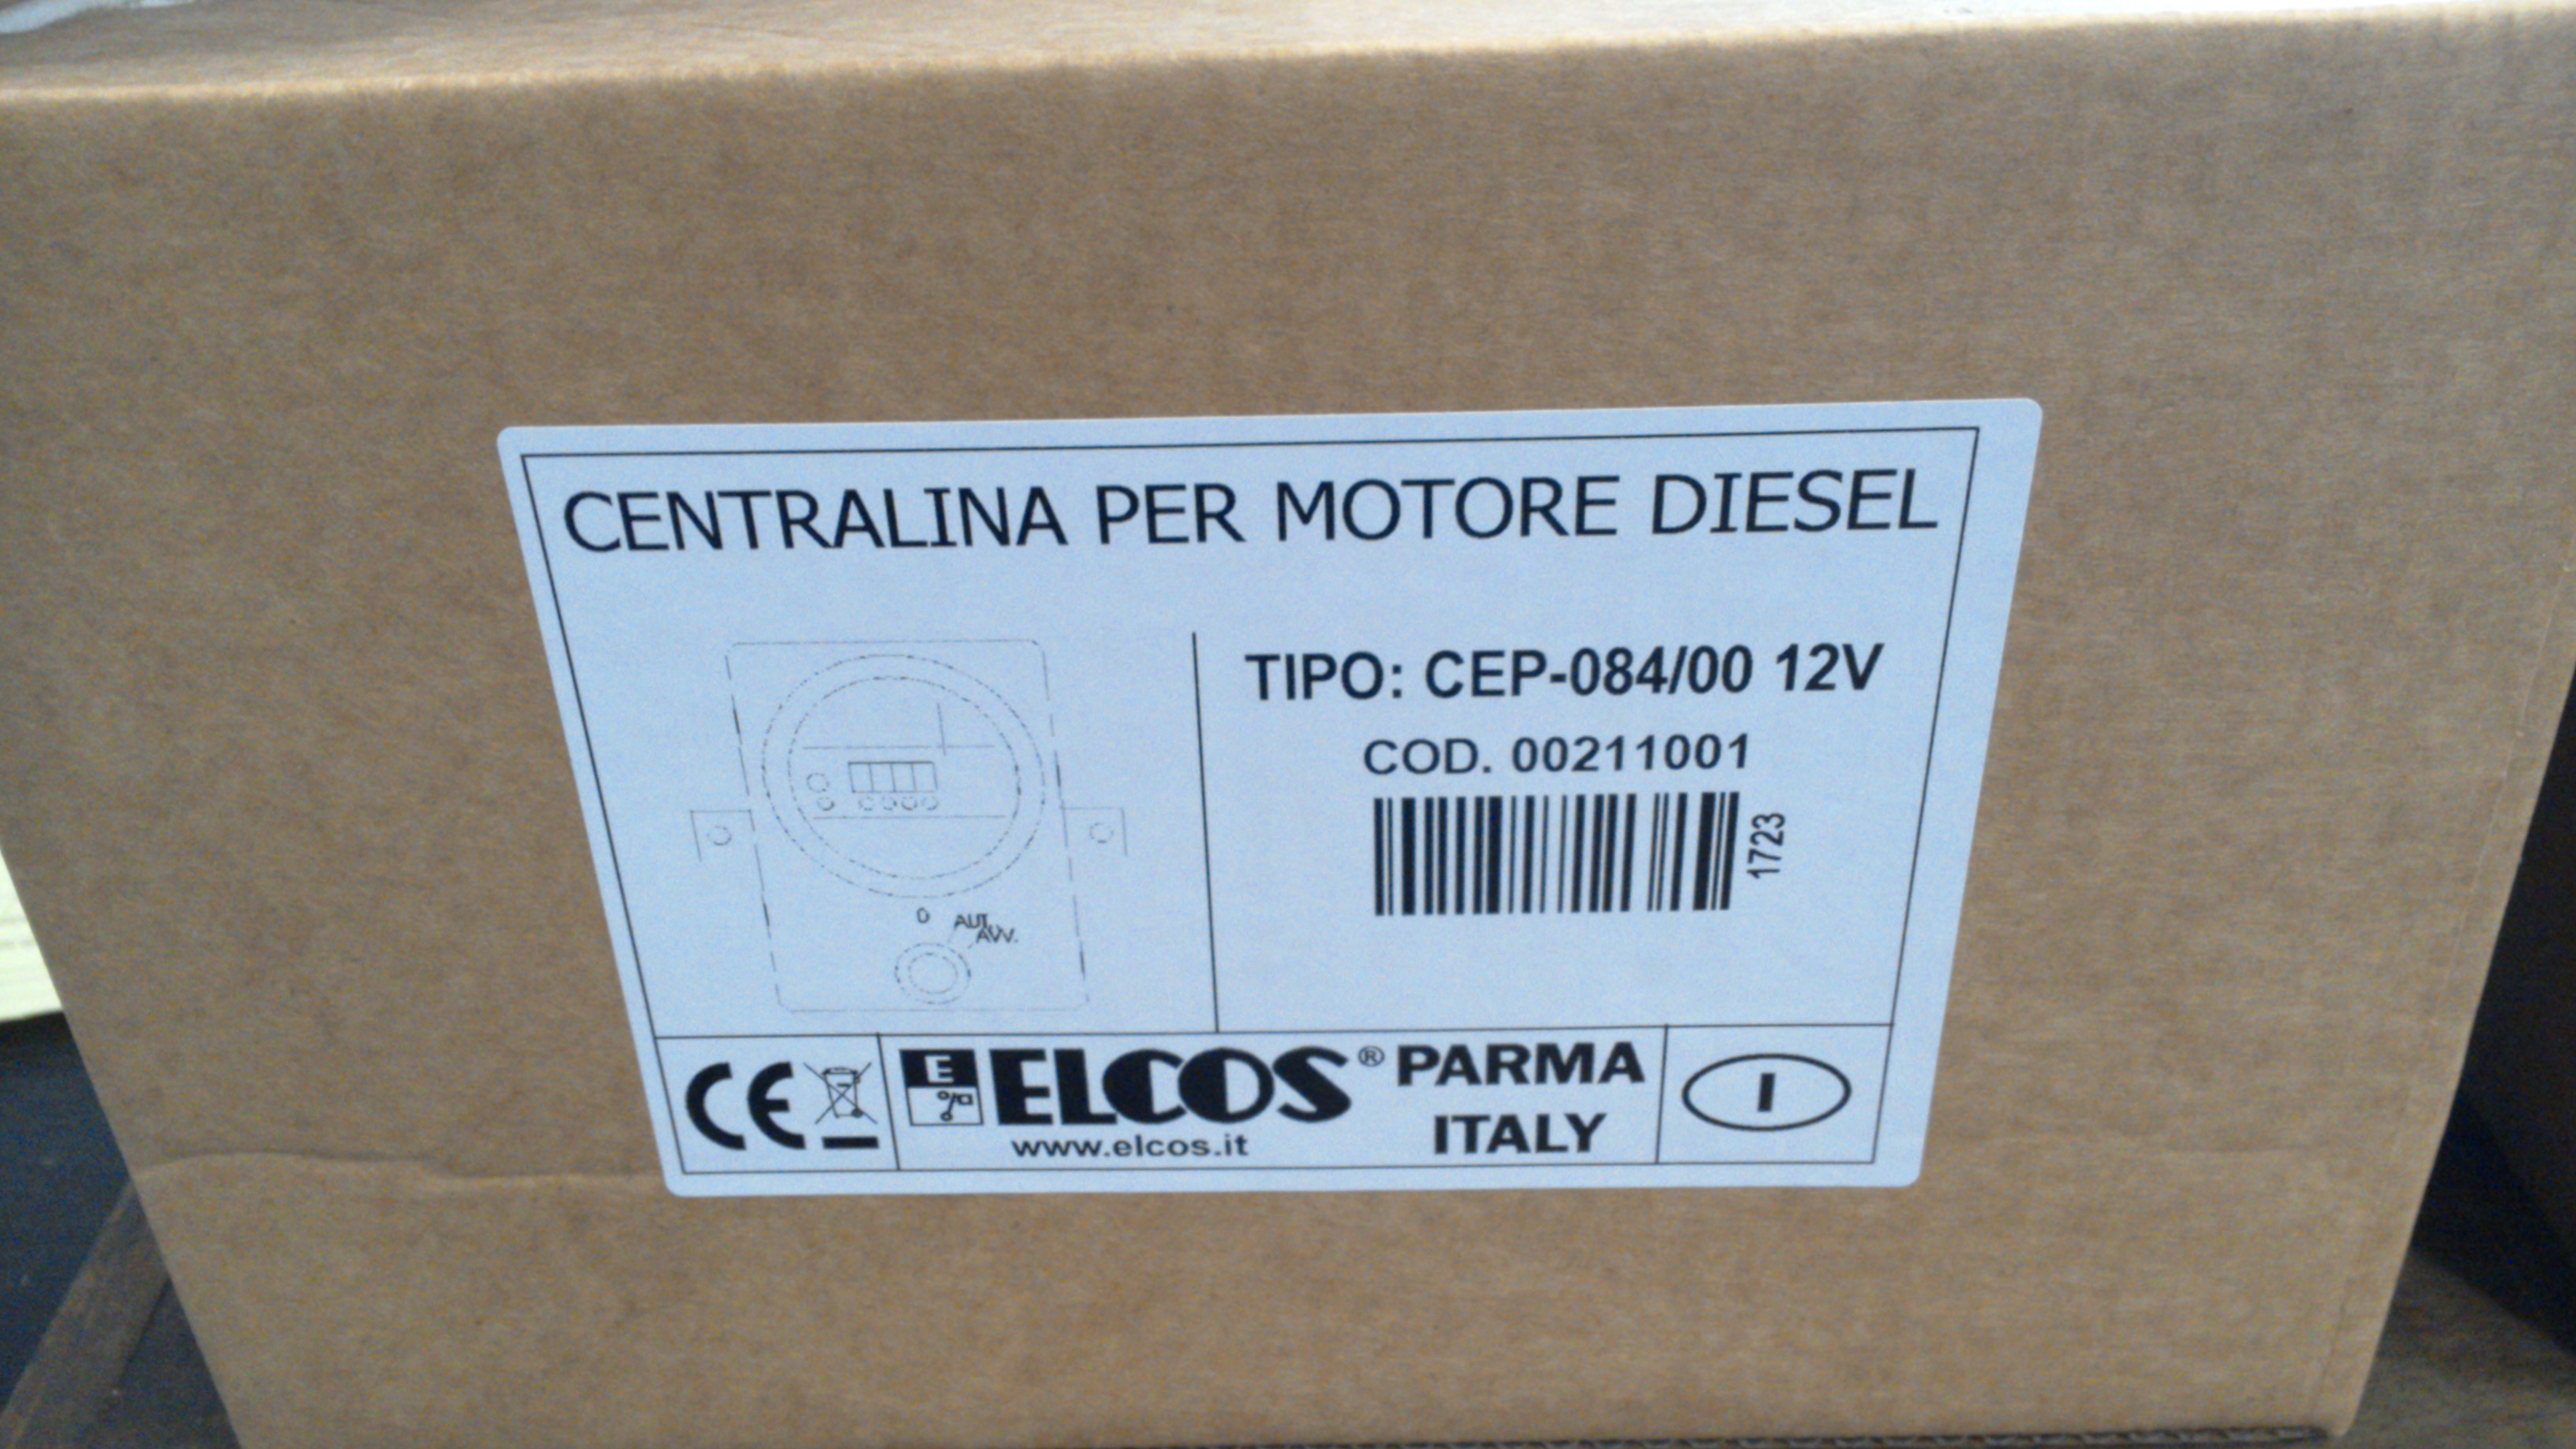 CENTRALINA PER MOTORE DIESEL
TIPO: CEP-084/00 12V
COD. 00211001
1723
0 AUT.
AVV.
CE
E ELCOS® PARMA
ITALY
www.elcos.it
I